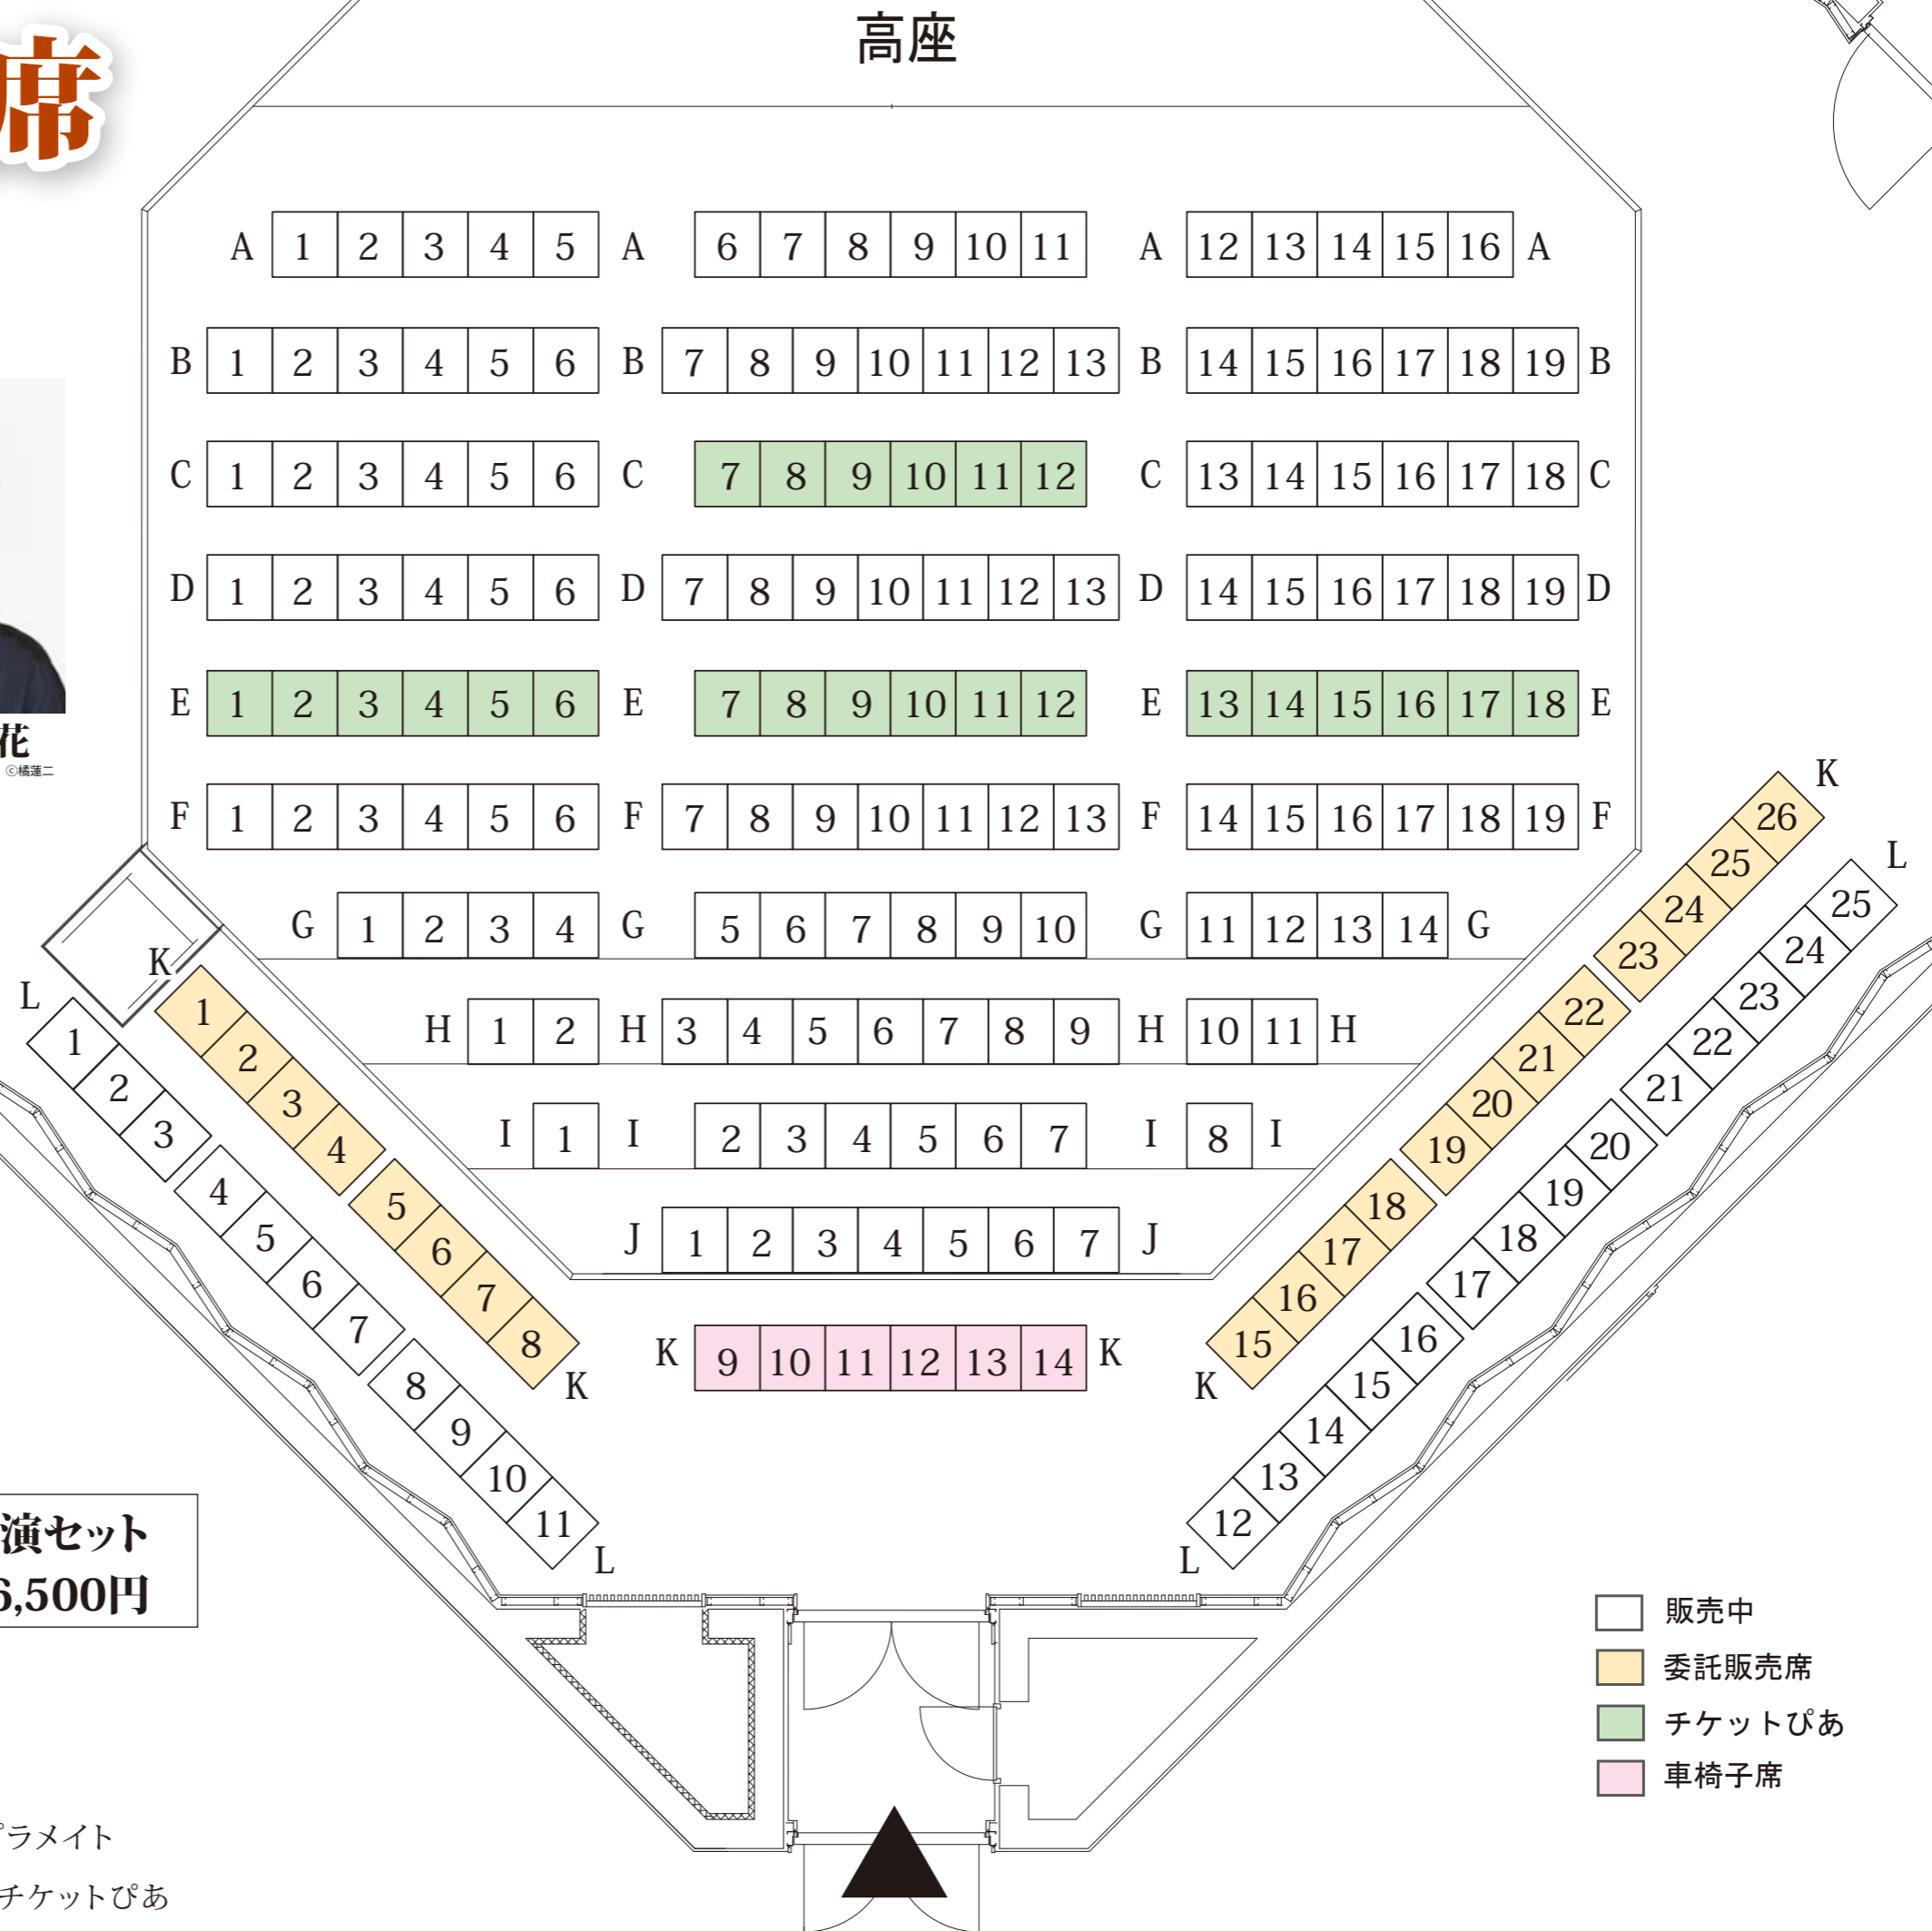 高座
席
A 1 2 3 4 5 A 6 7 8 9 10 11 A 12 13 14 15 16 A
B 1 2 3 4 5 6 B 7 8 9 10 11 12 13 B 14 15 16 17 18 19 B
C 1 2 3 4 5 6 C 7 8 9 10 11 12 C 13 14 15 16 17 18 C
D 1 2 3 4 5 6 D 7 8 9 10 11 12 13 D 14 15 16 17 18 19 D
E 1 2 3 4 5 6 E 7 8 9 10 11 12 E 13 14 15 16 17 18 E
花
©橘蓮二
F 1 2 3 4 5 6 F 7 8 9 10 11 12 13 F 14 15 16 17 18 19 F
G 1 2 3 4 G 5 6 7 8 9 10 G 11 12 13 14 G
H 1 2 H 3 4 5 6 7 8 9 H 10 11 H
I 1 I 2 3 4 5 6 7 I 8 I
J 1 2 3 4 5 6 7 J
K 1 2 3 4 5 6 7 8 K
K 9 10 11 12 13 14 K
K 15 16 17 18 19 20 21 22 23 24 25 26 K
L 1 2 3 4 5 6 7 8 9 10 11 L
L 12 13 14 15 16 17 18 19 20 21 22 23 24 25 L
演セット
6,500円
販売中
委託販売席
チケットぴあ
車椅子席
プラメイト
チケットぴあ